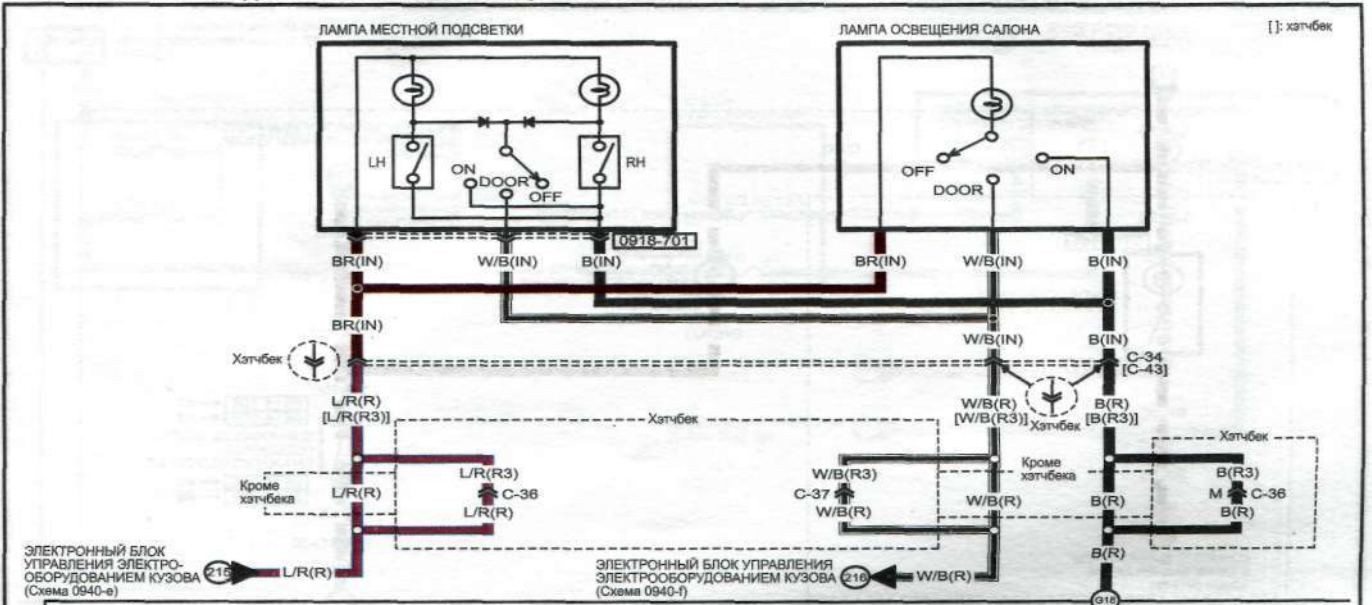 ЛАМПА МЕСТНОЙ ПОДСВЕТКИ
ЛАМПА ОСВЕЩЕНИЯ САЛОНА
[ ]: хэтчбек
LH
RH
ON
DOOR
OFF
OFF
DOOR
ON
0918-701
BR(IN)
W/B(IN)
B(IN)
BR(IN)
W/B(IN)
B(IN)
BR(IN)
W/B(IN)
B(IN)
Хэтчбек
C-34
[C-43]
L/R(R)
[L/R(R3)]
W/B(R)
[W/B(R3)]
Хэтчбек
B(R)
[B(R3)]
Хэтчбек
Хэтчбек
Кроме
хэтчбека
L/R(R)
L/R(R3)
C-36
L/R(R)
W/B(R3)
C-37
W/B(R)
W/B(R)
Кроме
хэтчбека
B(R)
B(R3)
M
C-36
B(R)
B(R)
ЭЛЕКТРОННЫЙ БЛОК
УПРАВЛЕНИЯ ЭЛЕКТРО-
ОБОРУДОВАНИЕМ КУЗОВА
(Схема 0940-e)
215
L/R(R)
ЭЛЕКТРОННЫЙ БЛОК УПРАВЛЕНИЯ
ЭЛЕКТРООБОРУДОВАНИЕМ КУЗОВА
(Схема 0940-f)
216
W/B(R)
G18